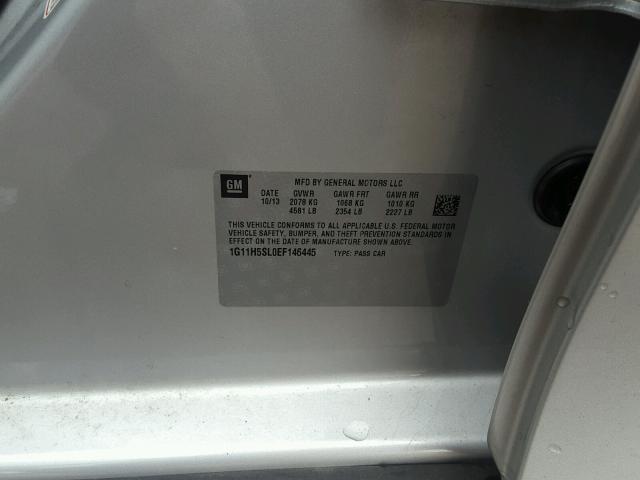 GM
MFD BY GENERAL MOTORS LLC
DATE GVWR GAWR FRT GAWR RR
10/13 2078 KG 1068 KG 1010 KG
4581 LB 2354 LB 2227 LB
THIS VEHICLE CONFORMS TO ALL APPLICABLE U.S. FEDERAL MOTOR
VEHICLE SAFETY, BUMPER, AND THEFT PREVENTION STANDARDS IN
EFFECT ON THE DATE OF MANUFACTURE SHOWN ABOVE.
1G11H5SL0EF146445 TYPE: PASS CAR